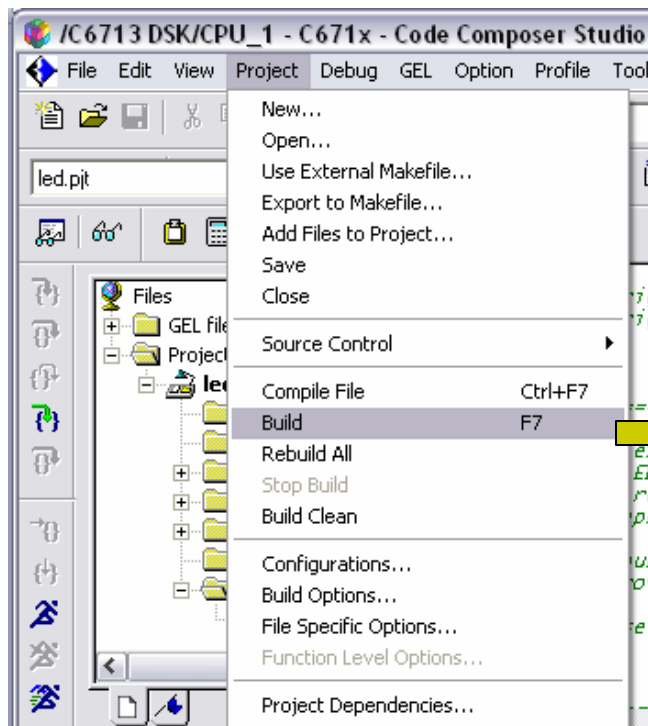 /C6713 DSK/CPU_1 - C671x - Code Composer Studio
File Edit View Project Debug GEL Option Profile Tool
New...
Open...
led.pjt
Use External Makefile...
Export to Makefile...
Add Files to Project...
Save
Files
Close
GEL file
Source Control
Project
Compile File Ctrl+F7
Build F7
Rebuild All
Stop Build
Build Clean
Configurations...
Build Options...
File Specific Options...
Function Level Options...
Project Dependencies...